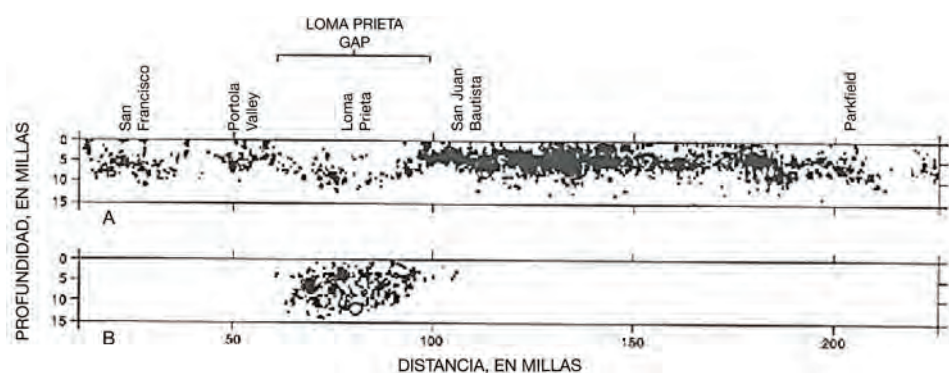 LOMA PRIETA
GAP
San
Francisco
Portola
Valley
Loma
Prieta
San Juan
Bautista
Parkfield
PROFUNDIDAD, EN MILLAS
0
5
10
15
A
0
5
10
15
B
50
100
150
200
DISTANCIA, EN MILLAS